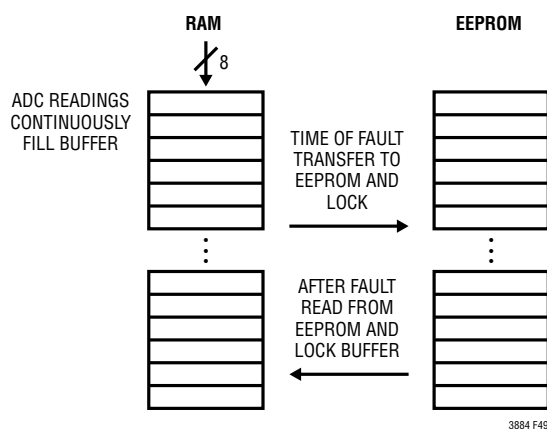 RAM
EEPROM
8
ADC READINGS
CONTINUOUSLY
FILL BUFFER
TIME OF FAULT
TRANSFER TO
EEPROM AND
LOCK
AFTER FAULT
READ FROM
EEPROM AND
LOCK BUFFER
3884 F49